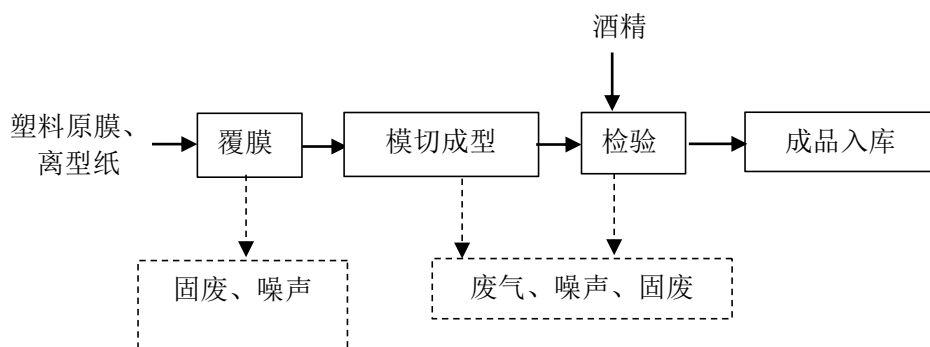 酒精
塑料原膜、
离型纸
覆膜
模切成型
检验
成品入库
固废、噪声
废气、噪声、固废